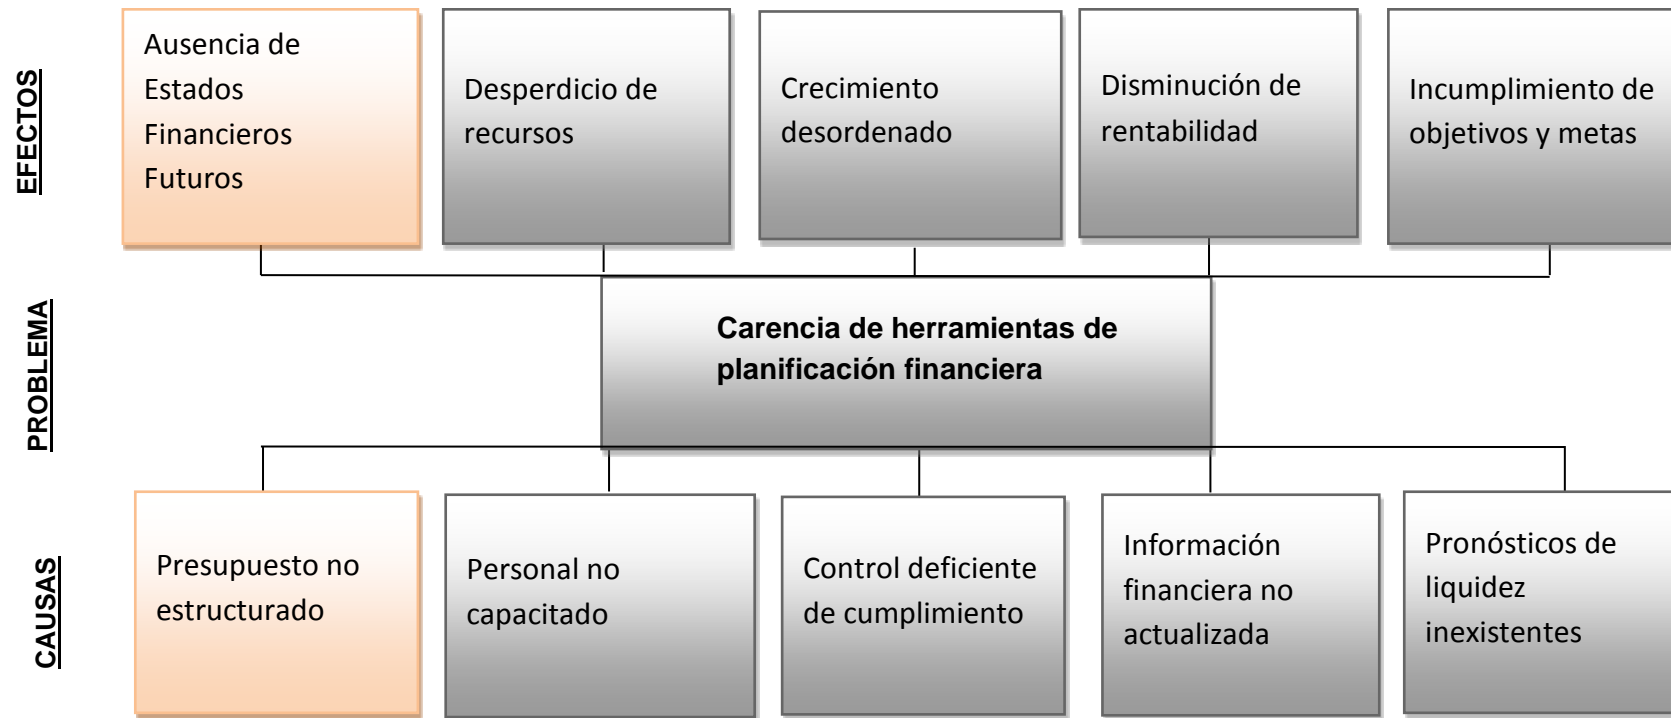 EFECTOS
Ausencia de
Estados
Financieros
Futuros
Desperdicio de
recursos
Crecimiento
desordenado
Disminución de
rentabilidad
Incumplimiento de
objetivos y metas
PROBLEMA
Carencia de herramientas de
planificación financiera
CAUSAS
Presupuesto no
estructurado
Personal no
capacitado
Control deficiente
de cumplimiento
Información
financiera no
actualizada
Pronósticos de
liquidez
inexistentes